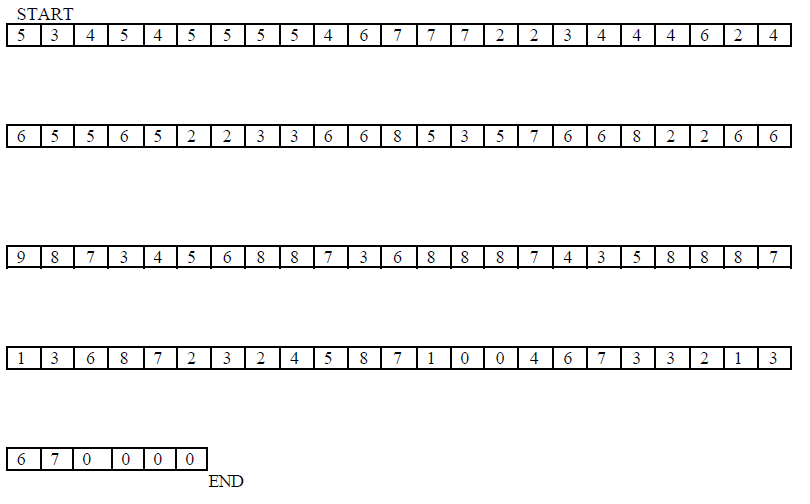 START
5 3 4 5 4 5 5 5 5 4 6 7 7 7 2 2 3 4 4 4 6 2 4
6 5 5 6 5 2 2 3 3 6 6 8 5 3 5 7 6 6 8 2 2 6 6
9 8 7 3 4 5 6 8 8 7 3 6 8 8 8 7 4 3 5 8 8 8 7
1 3 6 8 7 2 3 2 4 5 8 7 1 0 0 4 6 7 3 3 2 1 3
6 7 0 0 0 0
END